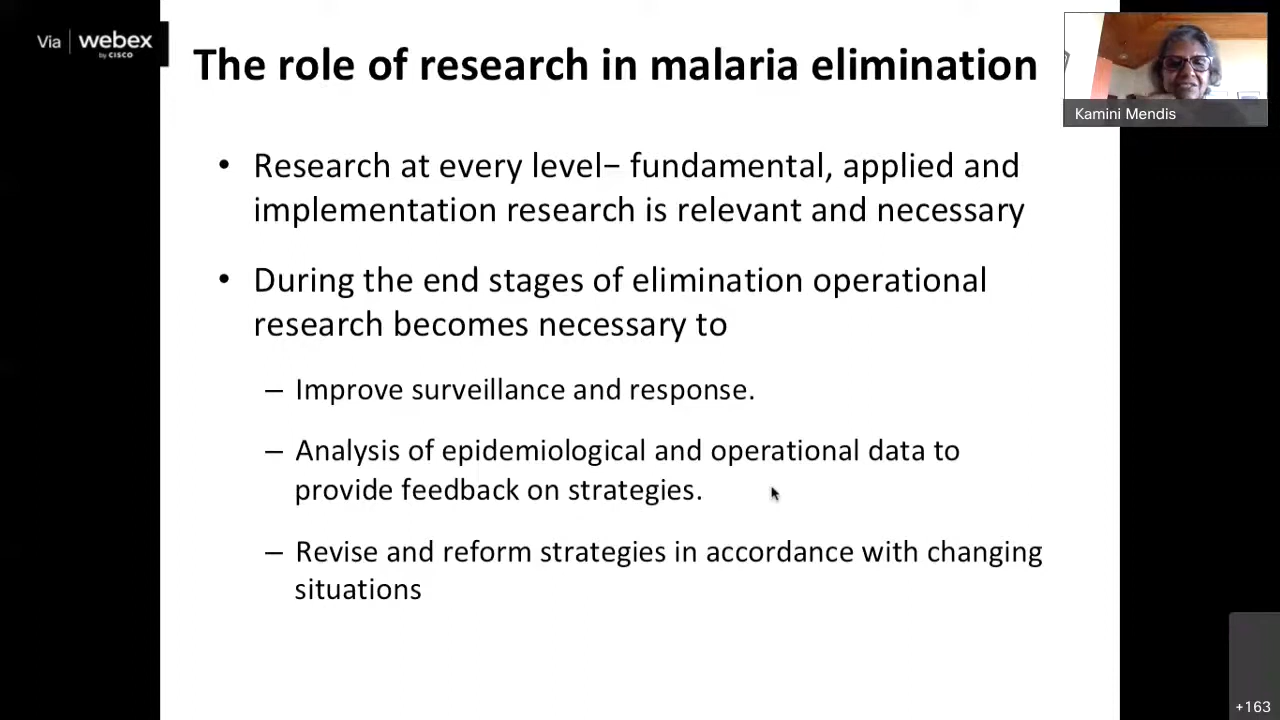 Via webex
by CISCO
The role of research in malaria elimination
Kamini Mendis
• Research at every level– fundamental, applied and
implementation research is relevant and necessary
• During the end stages of elimination operational
research becomes necessary to
– Improve surveillance and response.
– Analysis of epidemiological and operational data to
provide feedback on strategies.
– Revise and reform strategies in accordance with changing
situations
+163